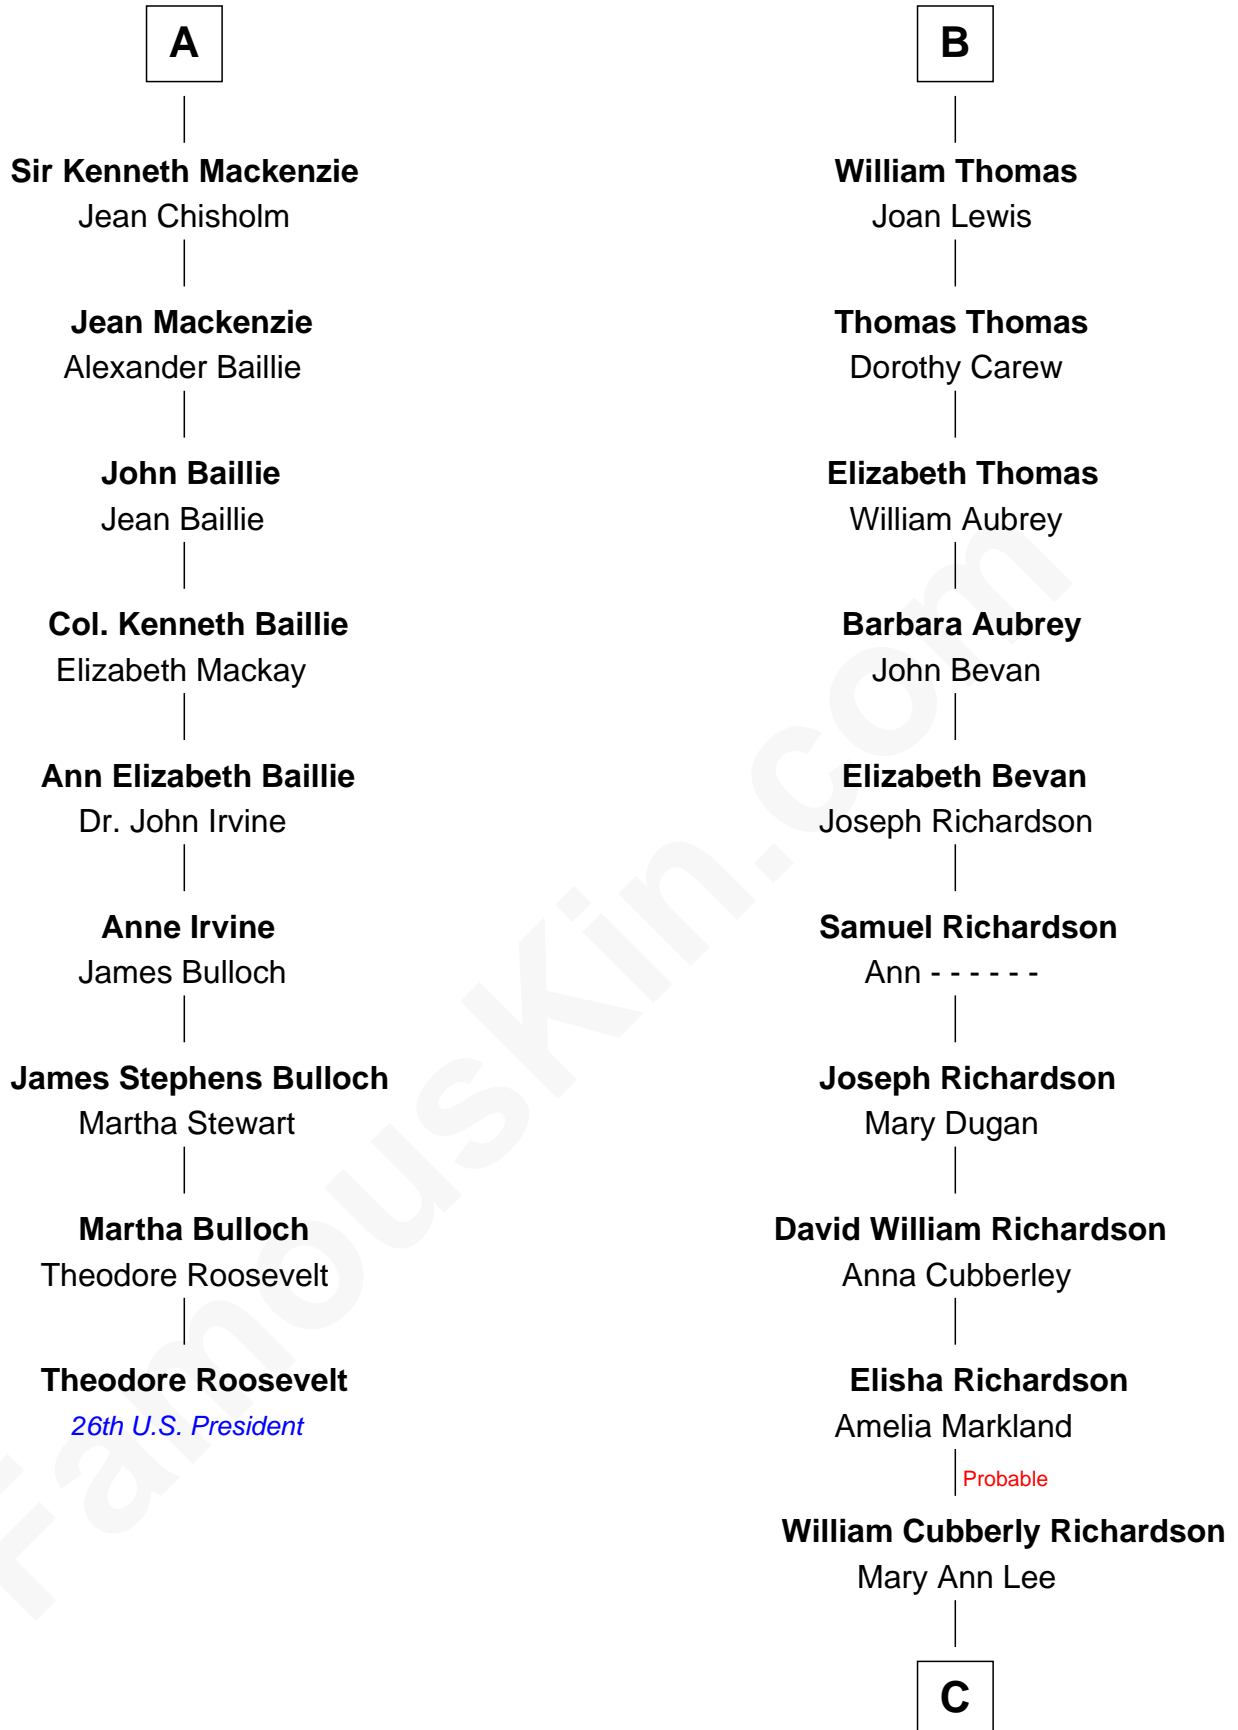 A
Sir Kenneth Mackenzie
Jean Chisholm
Jean Mackenzie
Alexander Baillie
John Baillie
Jean Baillie
Col. Kenneth Baillie
Elizabeth Mackay
Ann Elizabeth Baillie
Dr. John Irvine
Anne Irvine
James Bulloch
James Stephens Bulloch
Martha Stewart
Martha Bulloch
Theodore Roosevelt
Theodore Roosevelt
26th U.S. President
B
William Thomas
Joan Lewis
Thomas Thomas
Dorothy Carew
Elizabeth Thomas
William Aubrey
Barbara Aubrey
John Bevan
Elizabeth Bevan
Joseph Richardson
Samuel Richardson
Ann - - - - - -
Joseph Richardson
Mary Dugan
David William Richardson
Anna Cubberley
Elisha Richardson
Amelia Markland
Probable
William Cubberly Richardson
Mary Ann Lee
C
FamousKin.com